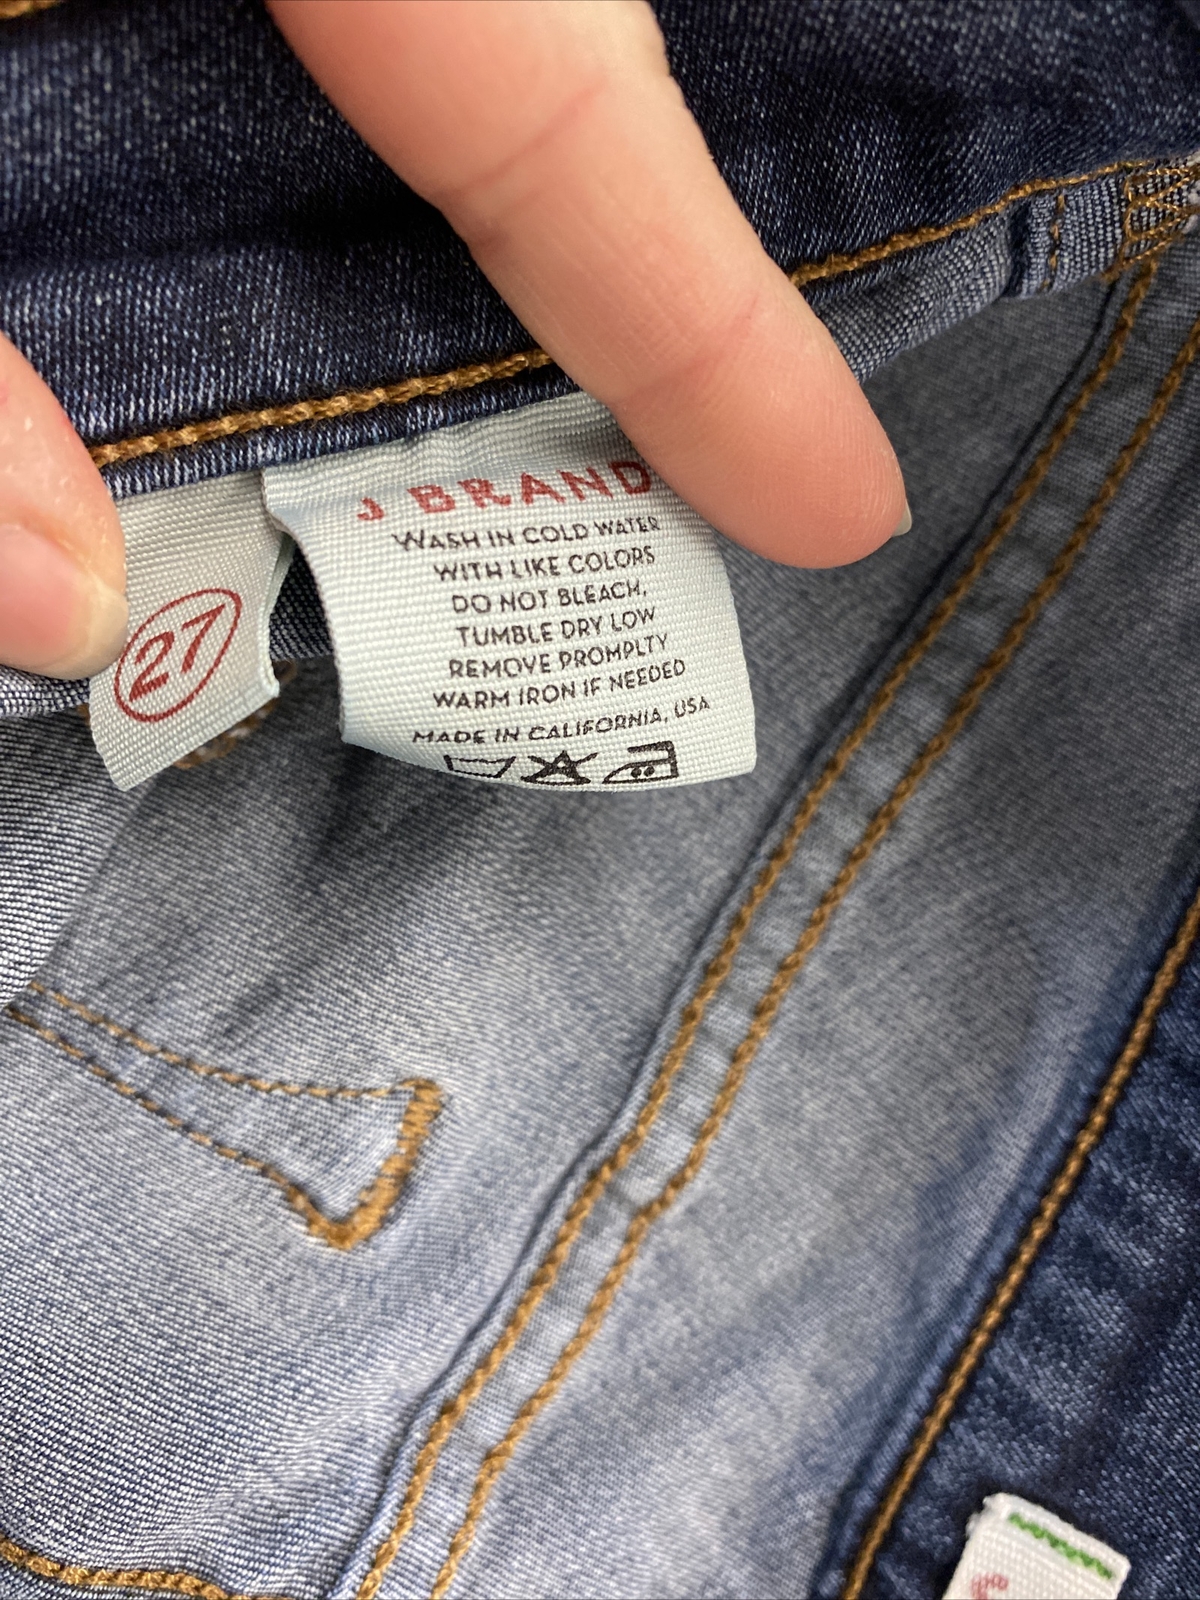 27
J BRAND
WASH IN COLD WATER
WITH LIKE COLORS
DO NOT BLEACH,
TUMBLE DRY LOW
REMOVE PROMPLTY
WARM IRON IF NEEDED
MADE IN CALIFORNIA, USA